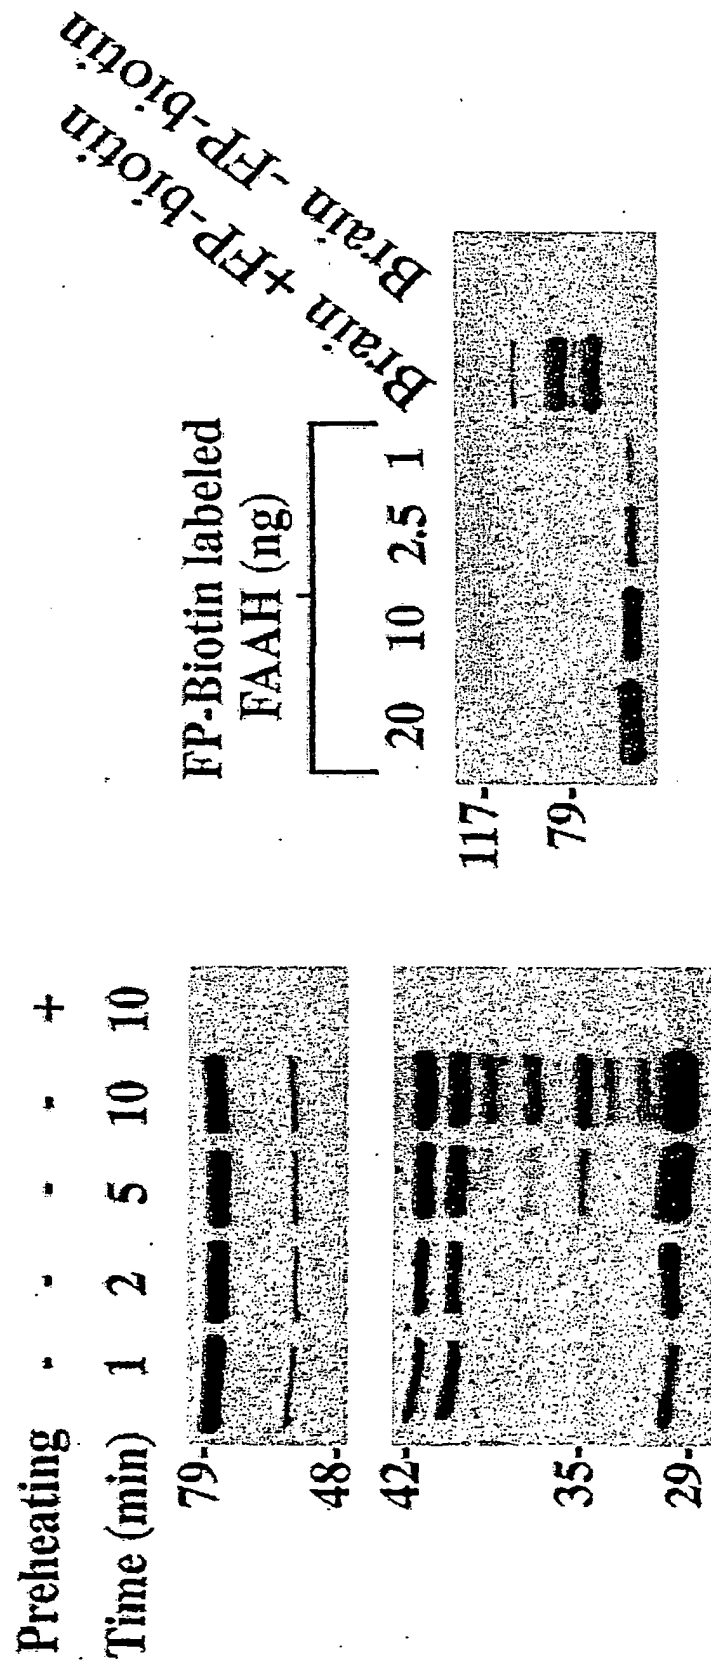 Preheating - - - - +
Time (min) 1 2 5 10 10
79-
48-
42-
35-
29-
FP-Biotin labeled
FAAH (ng)
20 10 2.5 1
Brain +FP-biotin
Brain -FP-biotin
117-
79-